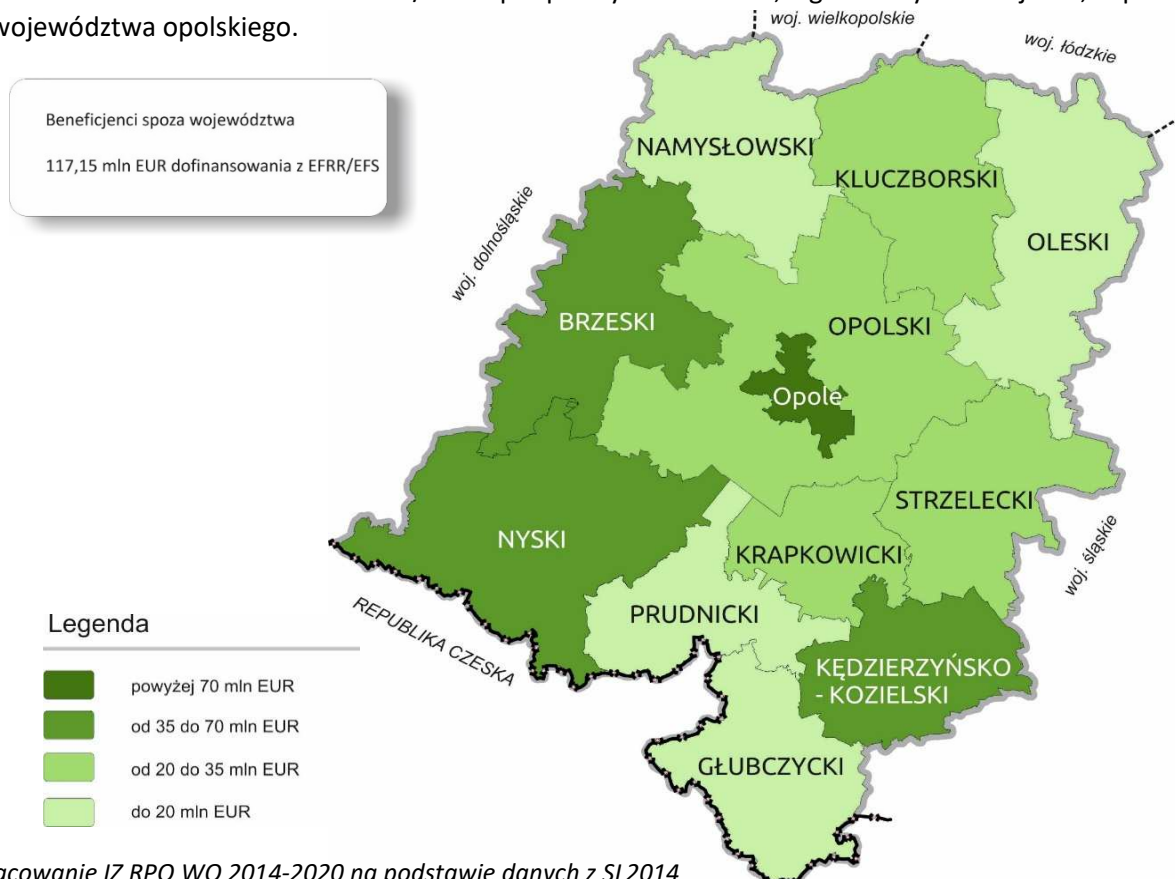 województwa opolskiego.
woj. wielkopolskie
woj. łódzkie
Beneficjenci spoza województwa
117,15 mln EUR dofinansowania z EFRR/EFS
NAMYSŁOWSKI
KLUCZBORSKI
OLESKI
woj. dolnośląskie
BRZESKI
OPOLSKI
Opole
STRZELECKI
NYSKI
KRAPKOWICKI
woj. śląskie
PRUDNICKI
REPUBLIKA CZESKA
KĘDZIERZYŃSKO
- KOZIELSKI
GŁUBCZYCKI
Legenda
powyżej 70 mln EUR
od 35 do 70 mln EUR
od 20 do 35 mln EUR
do 20 mln EUR
IZ RPO WO 2014-2020 na podstawie danych z SL2014